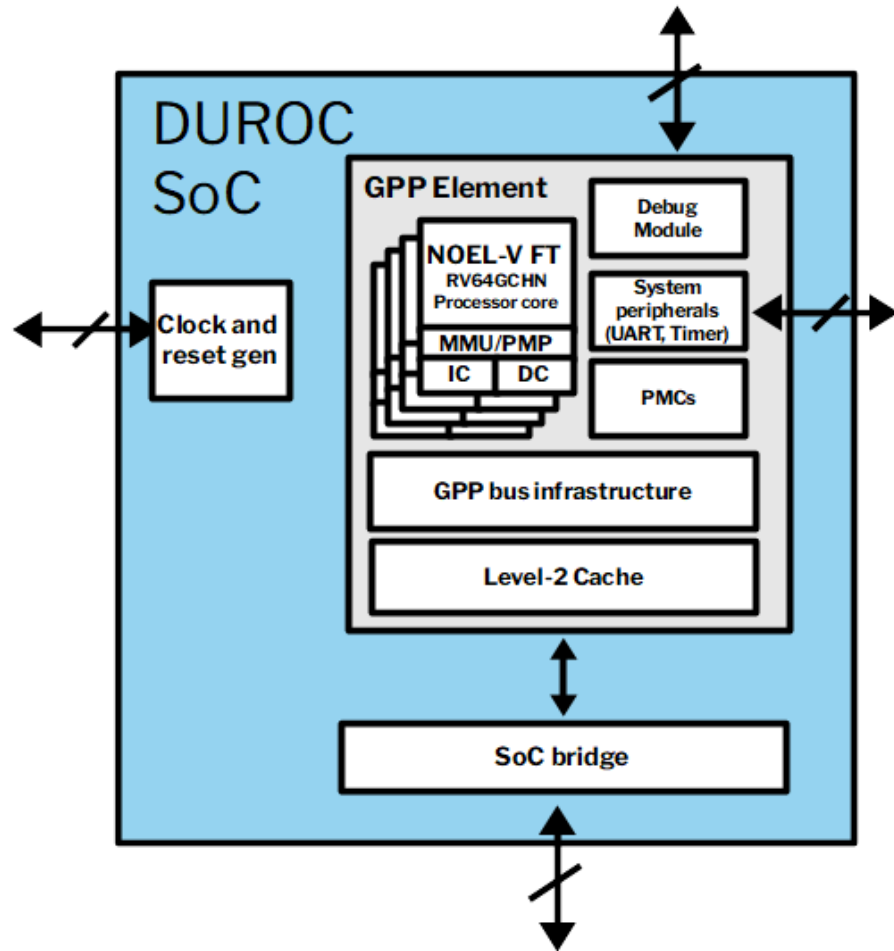 DUROC
SoC
GPP Element
NOEL-V FT
RV64GCHN
Processor core
MMU/PMP
IC DC
Debug
Module
System
peripherals
(UART, Timer)
PMCs
Clock and
reset gen
GPP bus infrastructure
Level-2 Cache
SoC bridge